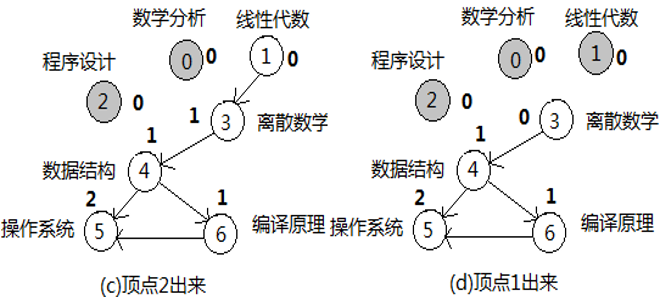 数学分析 线性代数
0 0 1 0
程序设计
2 0
1 3 离散数学
1
数据结构 4
2 1
操作系统 5 6 编译原理
(c)顶点2出来
数学分析 线性代数
0 0 1 0
程序设计
2 0
0 3 离散数学
1
数据结构 4
2 1
操作系统 5 6 编译原理
(d)顶点1出来